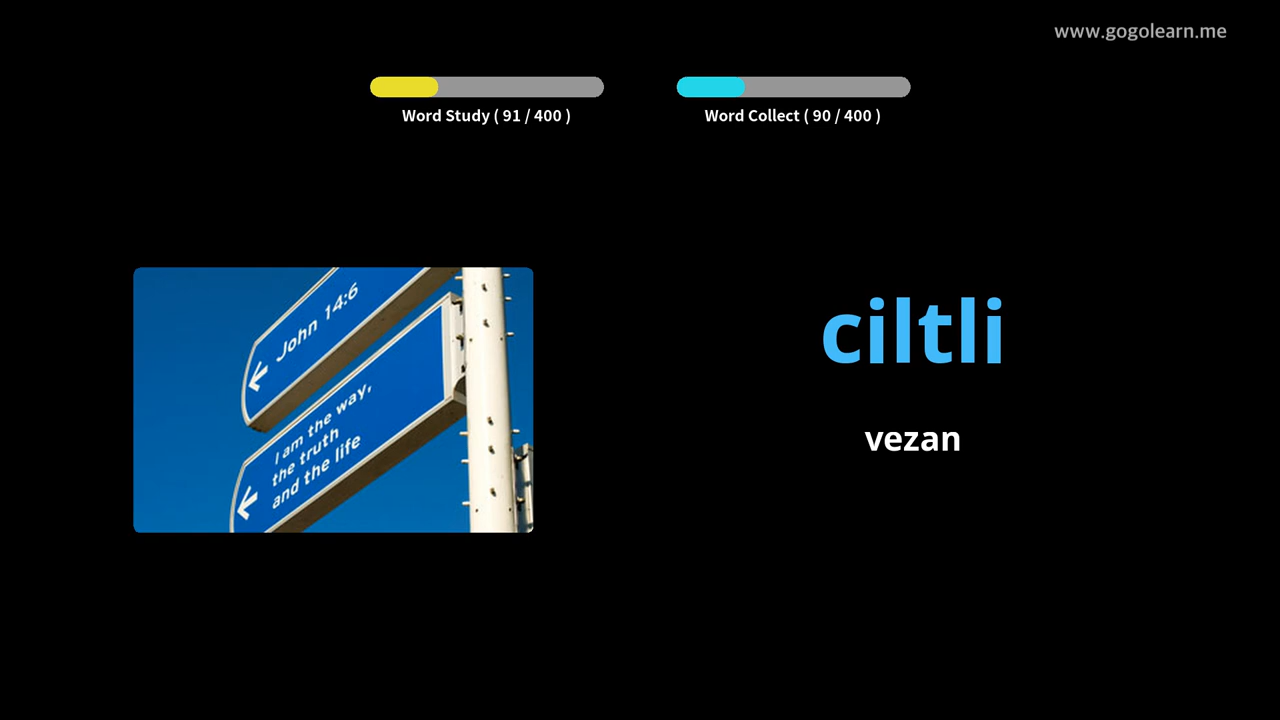 www.gogolearn.me
Word Study ( 91 / 400 )
Word Collect ( 90 / 400 )
John 14:6
I am the way,
the truth
and the life
ciltli
vezan